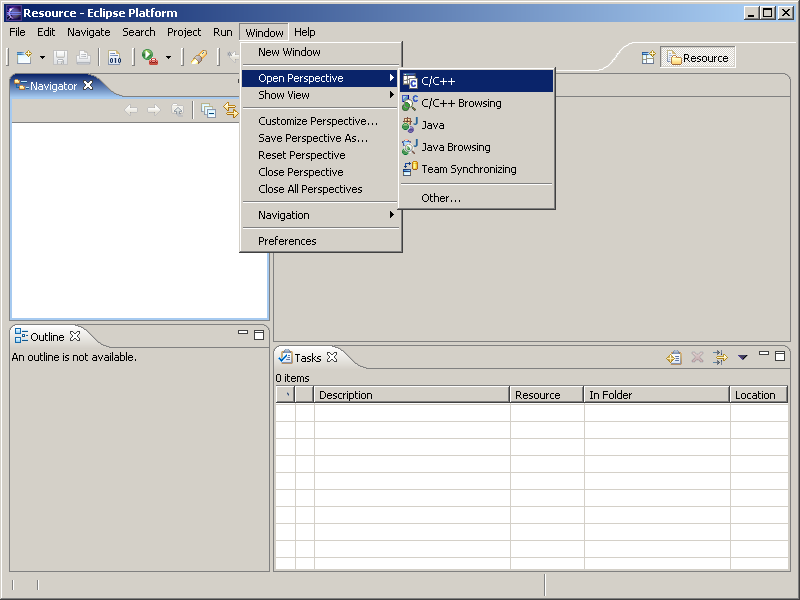 Resource - Eclipse Platform
File Edit Navigate Search Project Run Window Help
010
Resource
Navigator
New Window
Open Perspective
Show View
Customize Perspective...
Save Perspective As...
Reset Perspective
Close Perspective
Close All Perspectives
Navigation
Preferences
C/C++
C/C++ Browsing
Java
Java Browsing
Team Synchronizing
Other...
Outline
An outline is not available.
Tasks
0 items
Description Resource In Folder Location